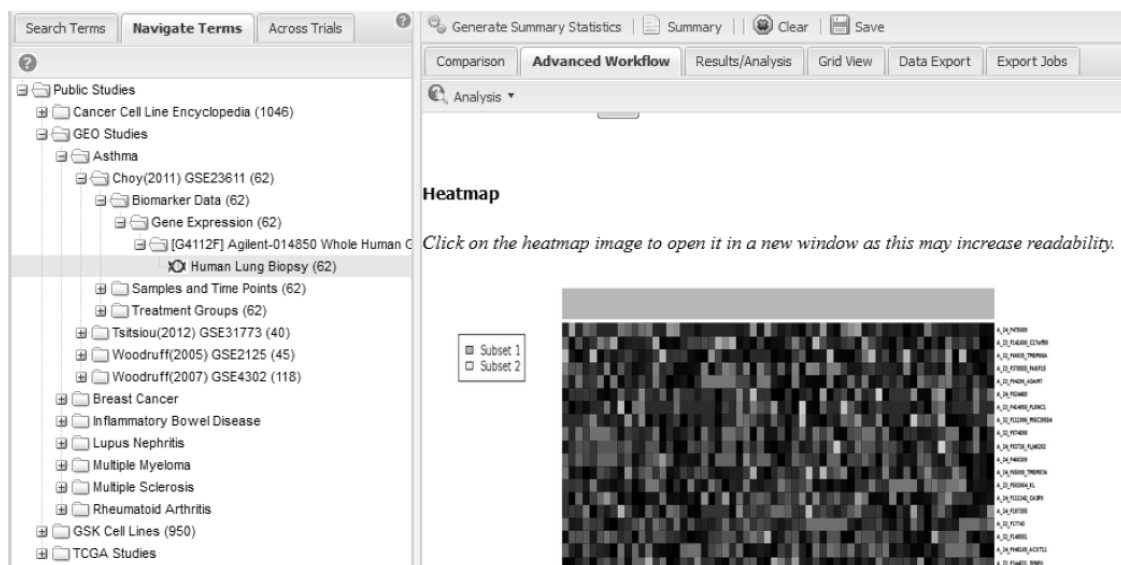 Search Terms
Navigate Terms
Across Trials
Public Studies
Cancer Cell Line Encyclopedia (1046)
GEO Studies
Asthma
Choy(2011) GSE23611 (62)
Biomarker Data (62)
Gene Expression (62)
[G4112F] Agilent-014850 Whole Human G
Human Lung Biopsy (62)
Samples and Time Points (62)
Treatment Groups (62)
Tsitsiou(2012) GSE31773 (40)
Woodruff(2005) GSE2125 (45)
Woodruff(2007) GSE4302 (118)
Breast Cancer
Inflammatory Bowel Disease
Lupus Nephritis
Multiple Myeloma
Multiple Sclerosis
Rheumatoid Arthritis
GSK Cell Lines (950)
TCGA Studies
Generate Summary Statistics | Summary | | Clear | Save
Comparison
Advanced Workflow
Results/Analysis
Grid View
Data Export
Export Jobs
Analysis
Heatmap
Click on the heatmap image to open it in a new window as this may increase readability.
Subset 1
Subset 2